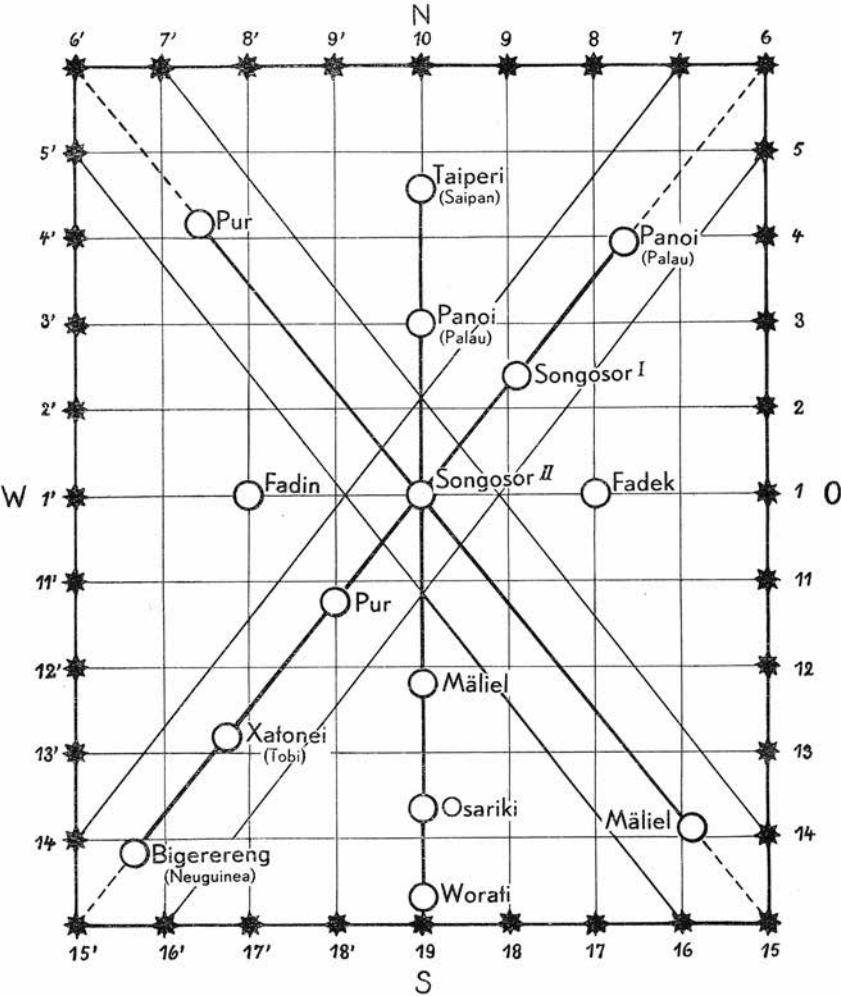 N
6' 7' 8' 9' 10 9 8 7 6
5' 5
Taiperi
(Saipan)
Pur
4' 4
Panoi
(Palau)
3' 3
Panoi
(Palau)
Songosor I
2' 2
Songosor II
Fadin Fadek
W 1' 1 O
11' 11
Pur
12' 12
Mäliel
Xafonei
(Tobi)
13' 13
Osariki
Mäliel
14 14
Bigerereng
(Neuguinea)
Worati
15' 16' 17' 18' 19 18 17 16 15
S